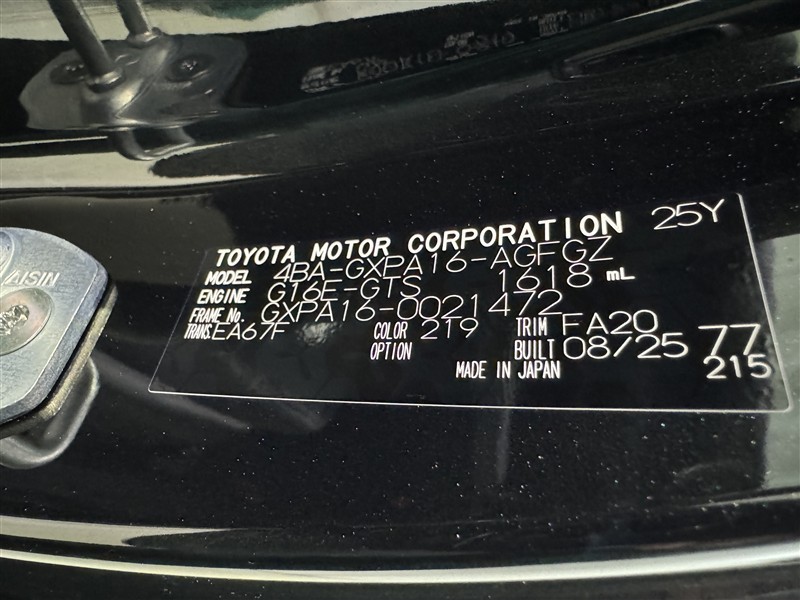 TOYOTA MOTOR CORPORATION 25Y
MODEL 4BA-GXPA16-AGFGZ
ENGINE G16E-GTS 1618 mL
FRAME No. GXPA16-0021472
TRANS. EA67F COLOR 219 TRIM FA20
OPTION BUILT 08/25 77
MADE IN JAPAN 215
AISIN